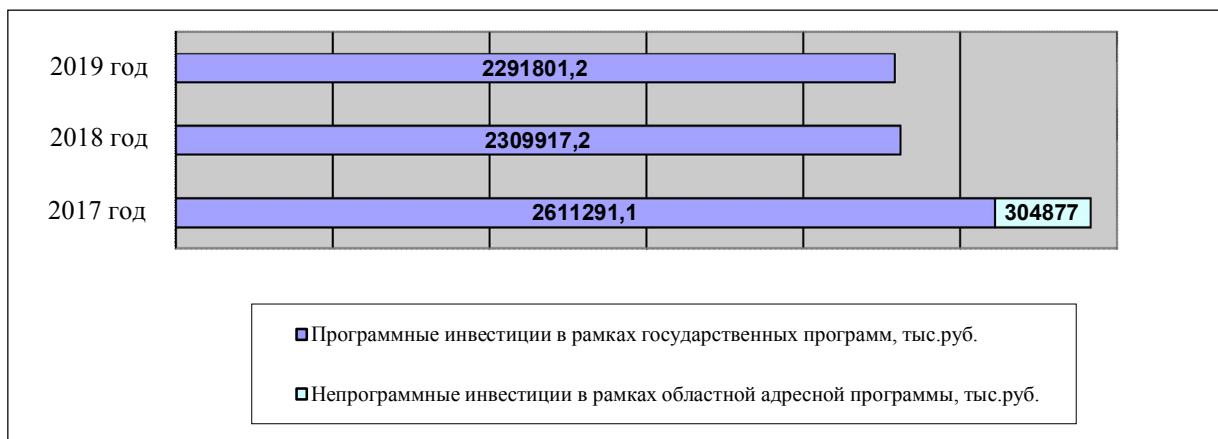 2019 год
2291801,2
2018 год
2309917,2
2017 год
2611291,1
304877
Программные инвестиции в рамках государственных программ, тыс.руб.
Непрограммные инвестиции в рамках областной адресной программы, тыс.руб.